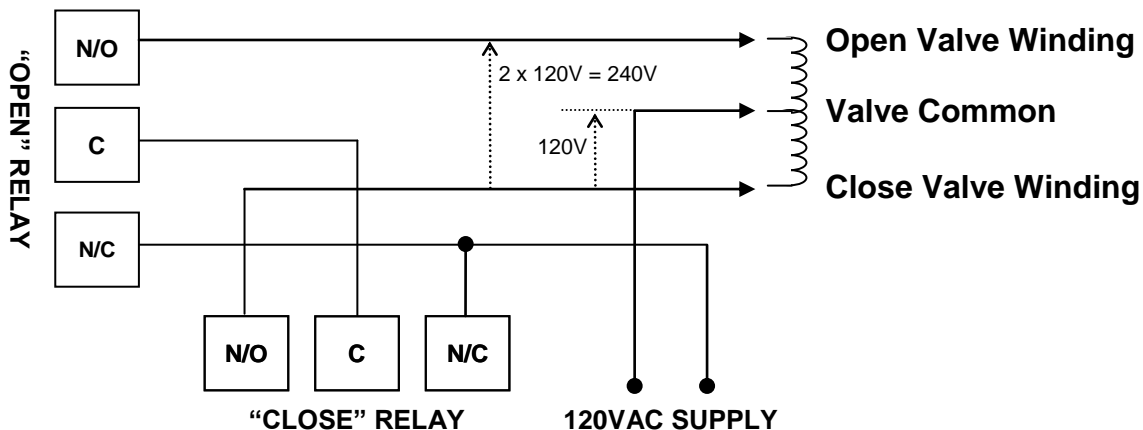 "OPEN" RELAY
N/O
Open Valve Winding
2 x 120V = 240V
C
Valve Common
120V
Close Valve Winding
N/C
N/O
C
N/C
“CLOSE” RELAY
120VAC SUPPLY